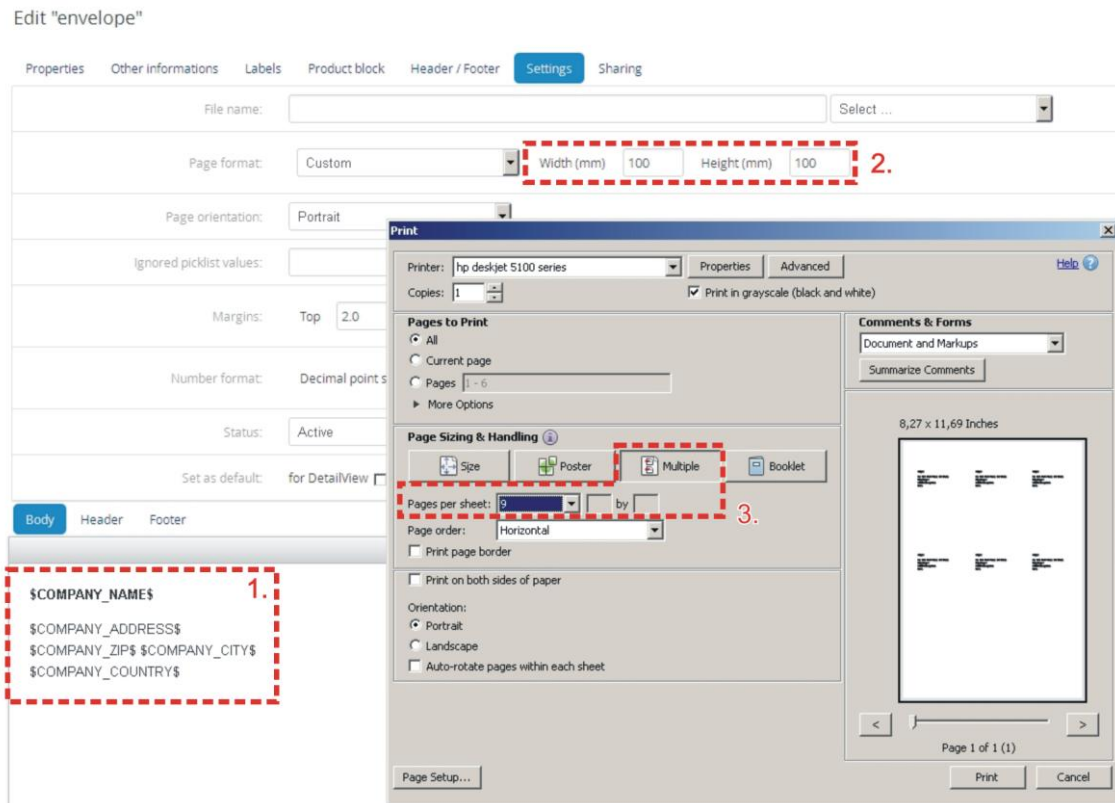 Edit "envelope"
Properties Other informations Labels Product block Header / Footer Settings Sharing
File name: Select ...
Page format: Custom Width (mm) 100 Height (mm) 100 2.
Page orientation: Portrait
Ignored picklist values:
Margins: Top 2.0
Number format: Decimal point s
Status: Active
Set as default: for DetailView
Body Header Footer
1.
$COMPANY_NAME$
$COMPANY_ADDRESS$
$COMPANY_ZIP$ $COMPANY_CITY$
$COMPANY_COUNTRY$
Print
Printer: hp deskjet 5100 series Properties Advanced Help
Copies: 1 Print in grayscale (black and white)
Pages to Print
All
Current page
Pages 1 - 6
More Options
Page Sizing & Handling
Size Poster Multiple Booklet
Pages per sheet: 9 by
3.
Page order: Horizontal
Print page border
Print on both sides of paper
Orientation:
Portrait
Landscape
Auto-rotate pages within each sheet
Comments & Forms
Document and Markups
Summarize Comments
8,27 x 11,69 Inches
< >
Page 1 of 1 (1)
Page Setup... Print Cancel